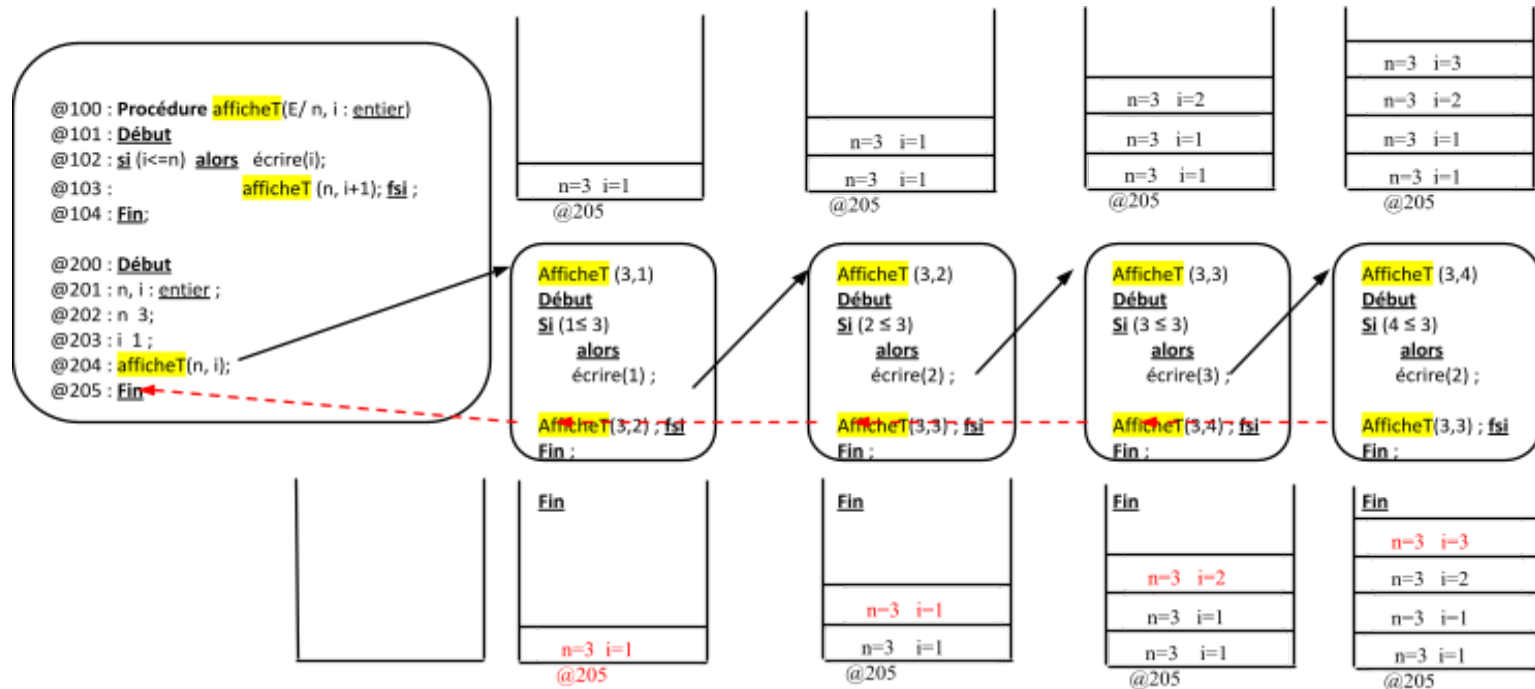 @100 : Procédure afficheT(E/ n, i : entier)
@101 : Début
@102 : si (i<=n) alors écrire(i);
@103 : afficheT (n, i+1); fsi ;
@104 : Fin;
@200 : Début
@201 : n, i : entier ;
@202 : n 3;
@203 : i 1 ;
@204 : afficheT(n, i);
@205 : Fin
n=3 i=1
@205
n=3 i=1
n=3 i=1
@205
n=3 i=2
n=3 i=1
n=3 i=1
@205
n=3 i=3
n=3 i=2
n=3 i=1
n=3 i=1
@205
AfficheT (3,1)
Début
Si (1≤ 3)
alors
écrire(1) ;
AfficheT(3,2) ; fsi
Fin ;
AfficheT (3,2)
Début
Si (2 ≤ 3)
alors
écrire(2) ;
AfficheT(3,3) ; fsi
Fin ;
AfficheT (3,3)
Début
Si (3 ≤ 3)
alors
écrire(3) ;
AfficheT(3,4) ; fsi
Fin ;
AfficheT (3,4)
Début
Si (4 ≤ 3)
alors
écrire(2) ;
AfficheT(3,3) ; fsi
Fin ;
Fin
n=3 i=1
@205
Fin
n=3 i=1
n=3 i=1
@205
Fin
n=3 i=2
n=3 i=1
n=3 i=1
@205
Fin
n=3 i=3
n=3 i=2
n=3 i=1
n=3 i=1
@205